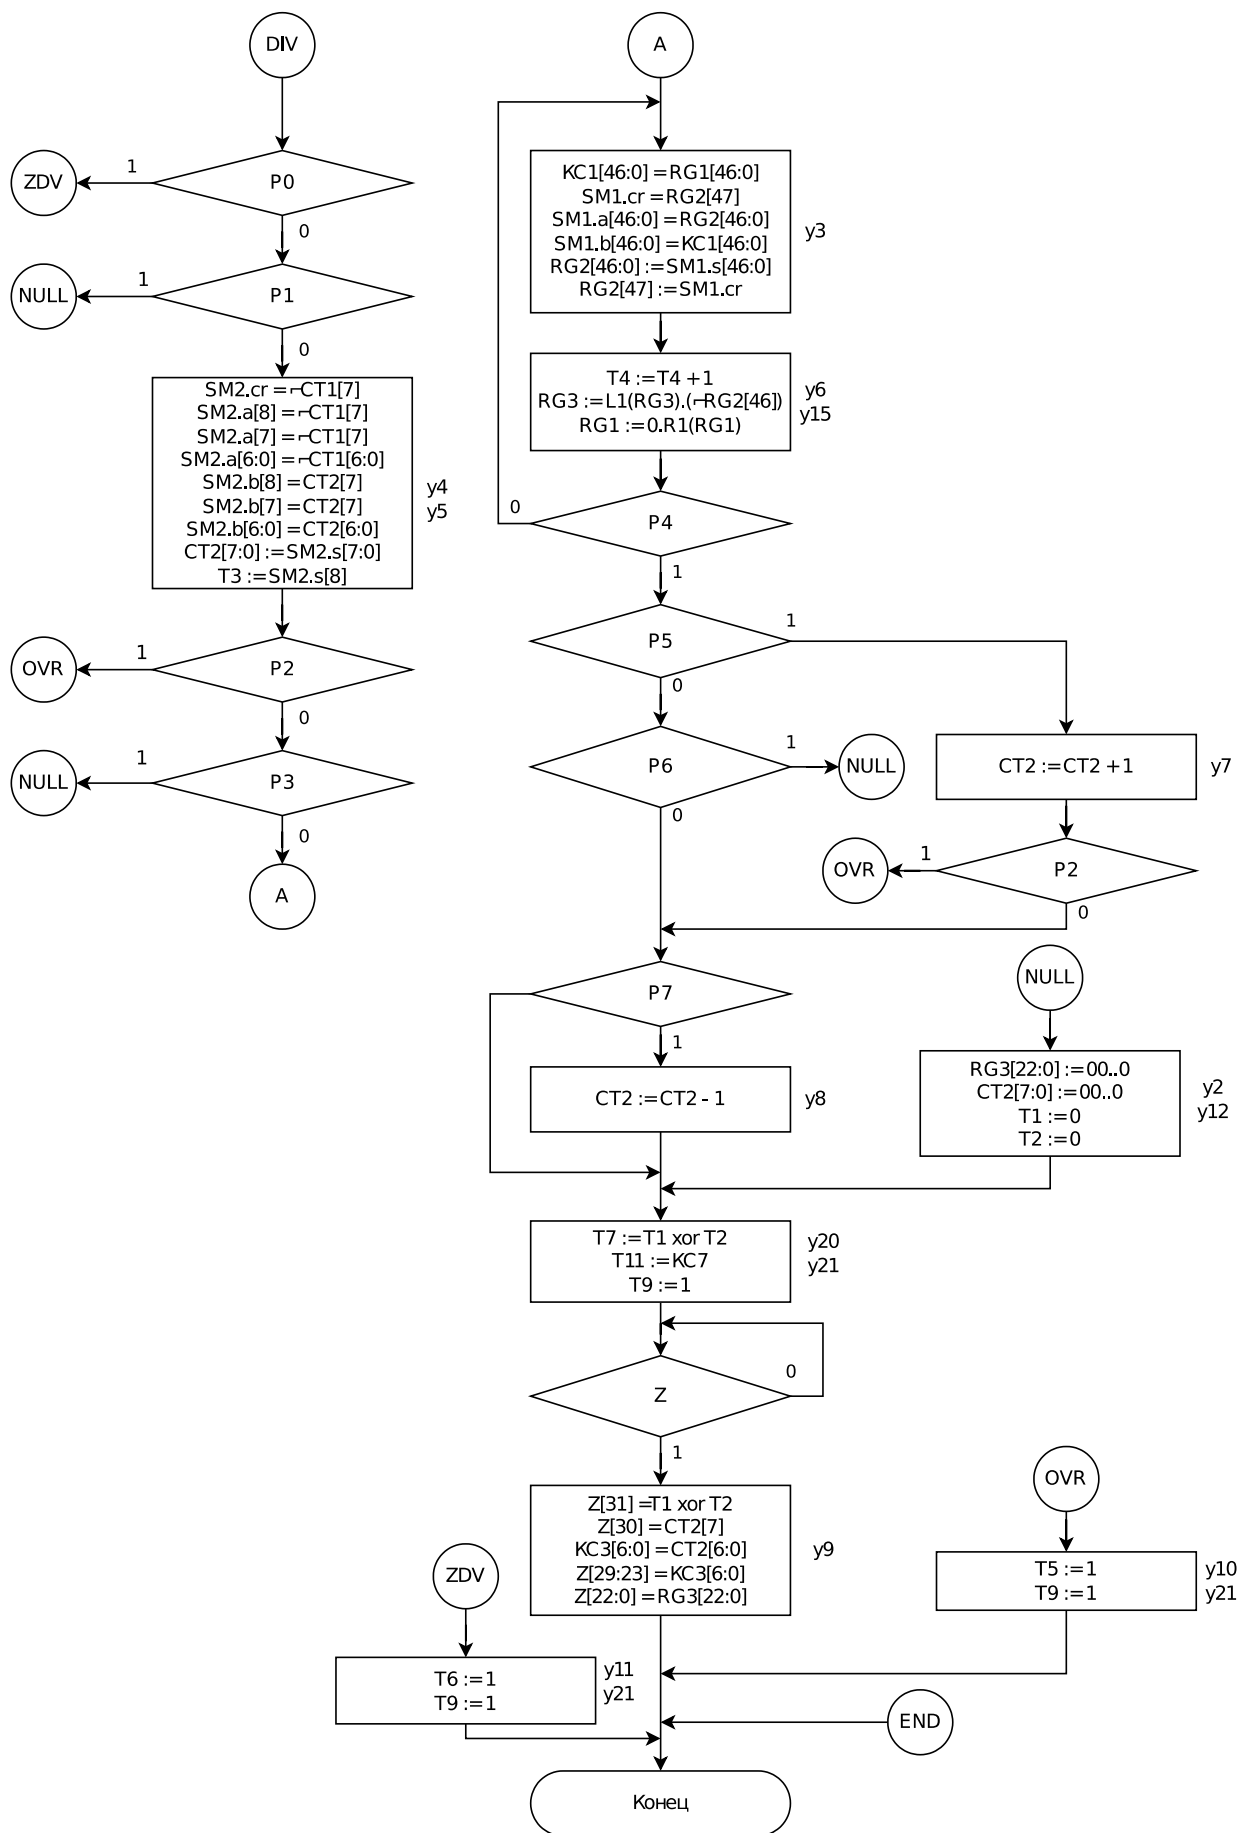 DIV
P0
1
ZDV
0
P1
1
NULL
0
SM2.cr = ¬CT1[7]
SM2.a[8] = ¬CT1[7]
SM2.a[7] = ¬CT1[7]
SM2.a[6:0] = ¬CT1[6:0]
SM2.b[8] = CT2[7]
SM2.b[7] = CT2[7]
SM2.b[6:0] = CT2[6:0]
CT2[7:0] := SM2.s[7:0]
T3 := SM2.s[8]
y4
y5
P2
1
OVR
0
P3
1
NULL
0
A
A
KC1[46:0] = RG1[46:0]
SM1.cr = RG2[47]
SM1.a[46:0] = RG2[46:0]
SM1.b[46:0] = KC1[46:0]
RG2[46:0] := SM1.s[46:0]
RG2[47] := SM1.cr
y3
T4 := T4 + 1
RG3 := L1(RG3).(¬RG2[46])
RG1 := 0.R1(RG1)
y6
y15
P4
0
1
P5
1
0
P6
1
NULL
0
CT2 := CT2 + 1
y7
P2
1
OVR
0
P7
1
CT2 := CT2 - 1
y8
NULL
RG3[22:0] := 00..0
CT2[7:0] := 00..0
T1 := 0
T2 := 0
y2
y12
T7 := T1 xor T2
T11 := KC7
T9 := 1
y20
y21
Z
0
1
Z[31] = T1 xor T2
Z[30] = CT2[7]
KC3[6:0] = CT2[6:0]
Z[29:23] = KC3[6:0]
Z[22:0] = RG3[22:0]
y9
OVR
T5 := 1
T9 := 1
y10
y21
ZDV
T6 := 1
T9 := 1
y11
y21
END
Конец